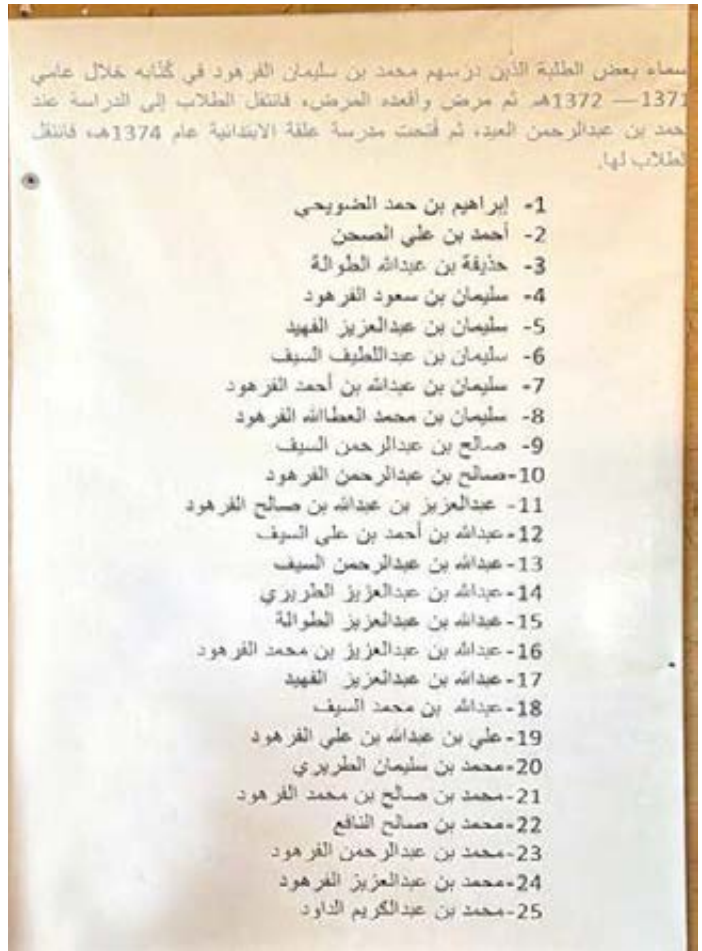 سماء بعض الطلبة الذين درسهم محمد بن سليمان الفرهود في كُتّابه خلال عامي
1371 — 1372هـ ثم مرض وأقعده المرض، فانتقل الطلاب إلى الدراسة عند
حمد بن عبدالرحمن العبد، ثم فتحت مدرسة علقة الابتدائية عام 1374هـ، فانتقل
لطلاب لها.
1- إبراهيم بن حمد الضويحي
2- أحمد بن علي الصحن
3- حذيفة بن عبدالله الطوالة
4- سليمان بن سعود الفرهود
5- سليمان بن عبدالعزيز الفهيد
6- سليمان بن عبداللطيف السيف
7- سليمان بن عبدالله بن أحمد الفرهود
8- سليمان بن محمد العطاالله الفرهود
9- صالح بن عبدالرحمن السيف
10-صالح بن عبدالرحمن الفرهود
11- عبدالعزيز بن عبدالله بن صالح الفرهود
12-عبدالله بن أحمد بن علي السيف
13-عبدالله بن عبدالرحمن السيف
14-عبدالله بن عبدالعزيز الطريري
15-عبدالله بن عبدالعزيز الطوالة
16-عبدالله بن عبدالعزيز بن محمد الفرهود
17-عبدالله بن عبدالعزيز الفهيد
18-عبدالله بن محمد السيف
19-علي بن عبدالله بن علي الفرهود
20-محمد بن سليمان الطريري
21-محمد بن صالح بن محمد الفرهود
22-محمد بن صالح النافع
23-محمد بن عبدالرحمن الفرهود
24-محمد بن عبدالعزيز الفرهود
25-محمد بن عبدالكريم الداود